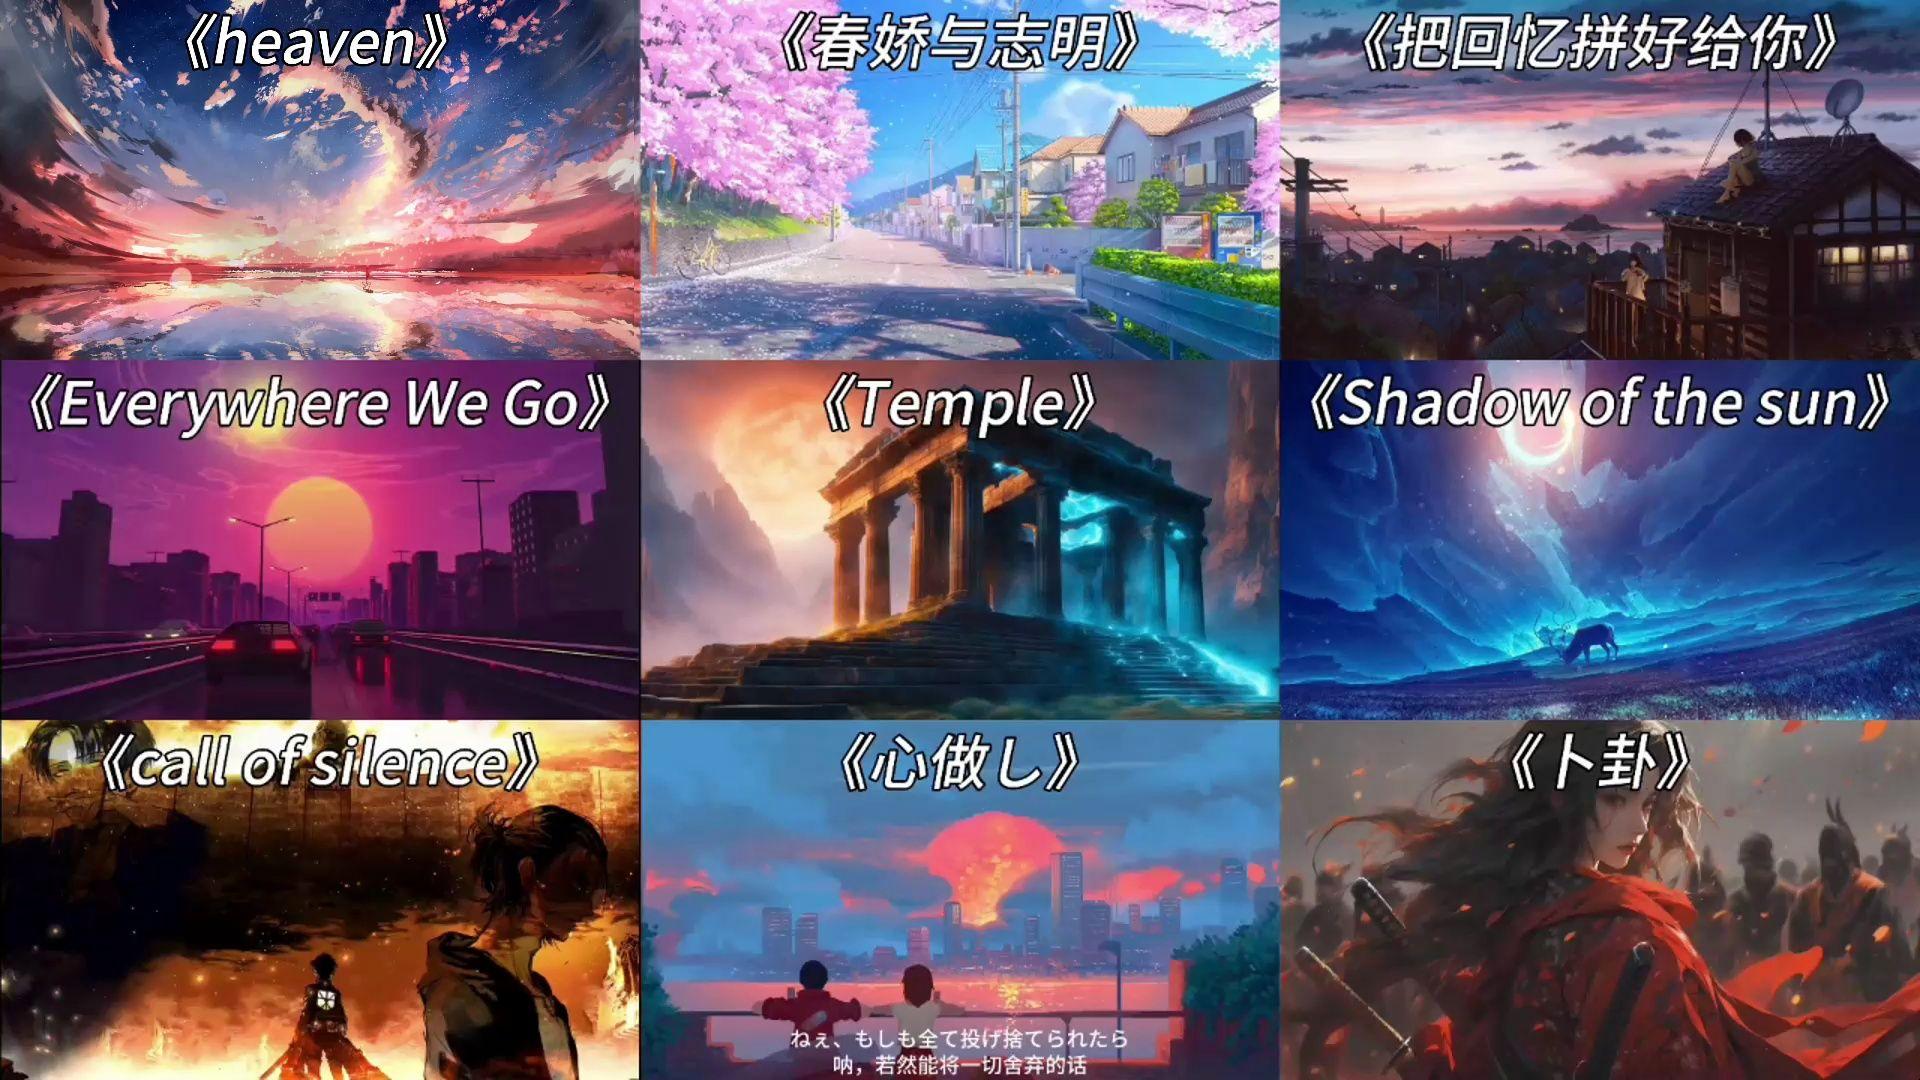 《heaven》
《春娇与志明》
《把回忆拼好给你》
《Everywhere We Go》
《Temple》
《Shadow of the sun》
《call of silence》
《心做し》
《卜卦》
ねぇ、もしも全て投げ捨てられたら
呐，若然能将一切舍弃的话